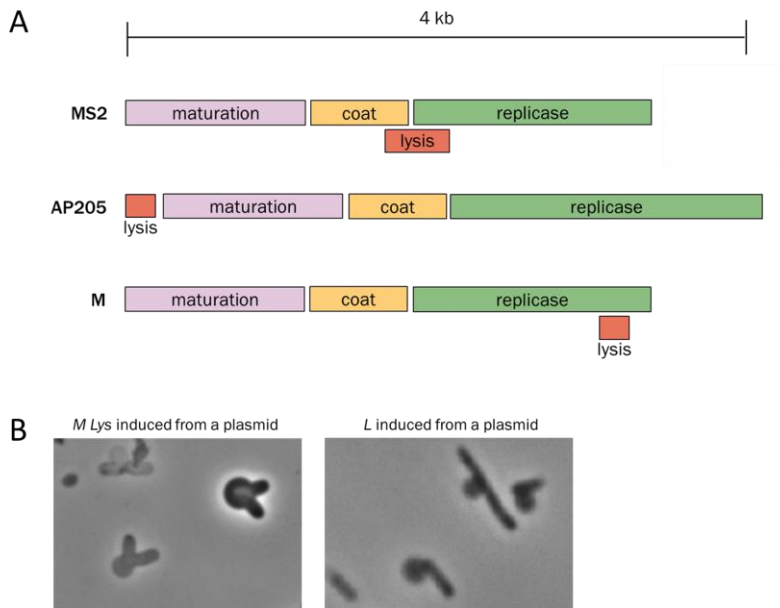 A
4 kb
MS2
maturation
coat
replicase
lysis
AP205
maturation
coat
replicase
lysis
M
maturation
coat
replicase
lysis
B
M Lys induced from a plasmid
L induced from a plasmid